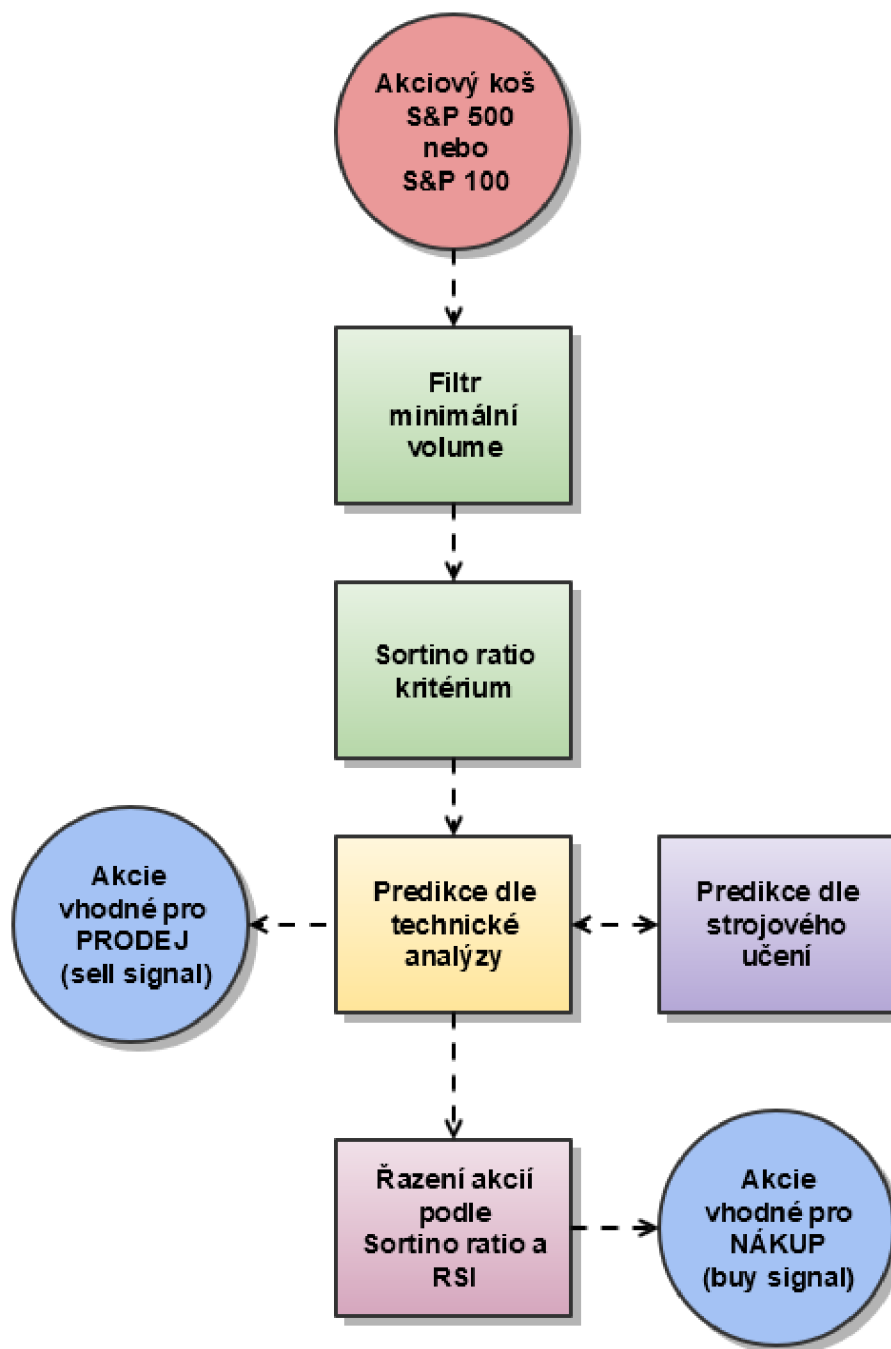 Akciový koš
S&P 500
nebo
S&P 100
Filtr
minimální
volume
Sortino ratio
kritérium
Akcie
vhodné pro
PRODEJ
(sell signal)
Predikce dle
technické
analýzy
Predikce dle
strojového
učení
Řazení akcií
podle
Sortino ratio a
RSI
Akcie
vhodné pro
NÁKUP
(buy signal)